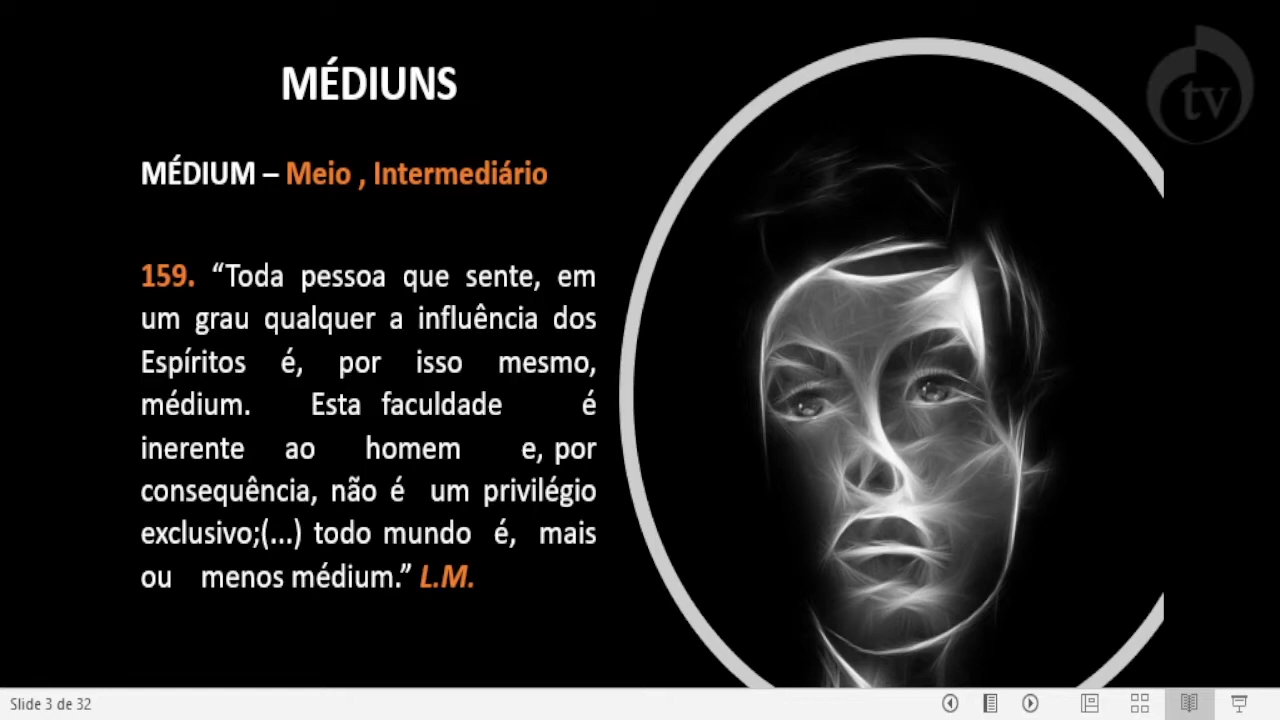 MÉDIUNS
MÉDIUM – Meio , Intermediário
159. “Toda pessoa que sente, em
um grau qualquer a influência dos
Espíritos é, por isso mesmo,
médium. Esta faculdade é
inerente ao homem e, por
consequência, não é um privilégio
exclusivo;(...) todo mundo é, mais
ou menos médium.” L.M.
tv
Slide 3 de 32